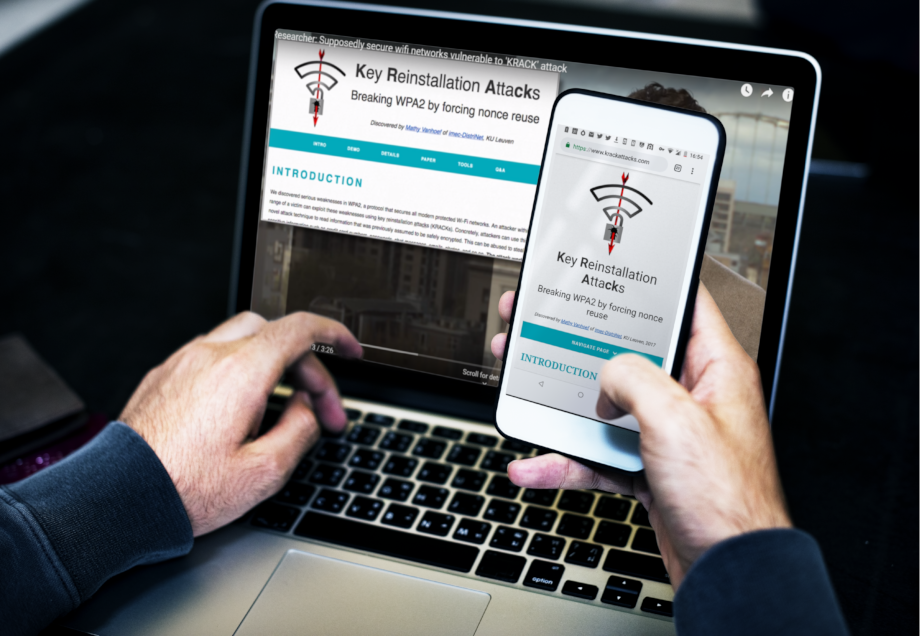 Researcher: Supposedly secure wifi networks vulnerable to 'KRACK' attack
Key Reinstallation Attacks
Breaking WPA2 by forcing nonce reuse
Discovered by Mathy Vanhoef of imec-DistriNet, KU Leuven
INTRO DEMO DETAILS PAPER TOOLS Q&A
INTRODUCTION
We discovered serious weaknesses in WPA2, a protocol that secures all modern protected Wi-Fi networks. An attacker with
range of a victim can exploit these weaknesses using key reinstallation attacks (KRACKs). Concretely, attackers can use th
novel attack technique to read information that was previously assumed to be safely encrypted. This can be abused to steal
3 / 3:26
Scroll for det
16:54
https://www.krackattacks.com
Key Reinstallation
Attacks
Breaking WPA2 by forcing nonce
reuse
Discovered by Mathy Vanhoef of imec-DistriNet, KU Leuven, 2017
NAVIGATE PAGE
INTRODUCTION
option